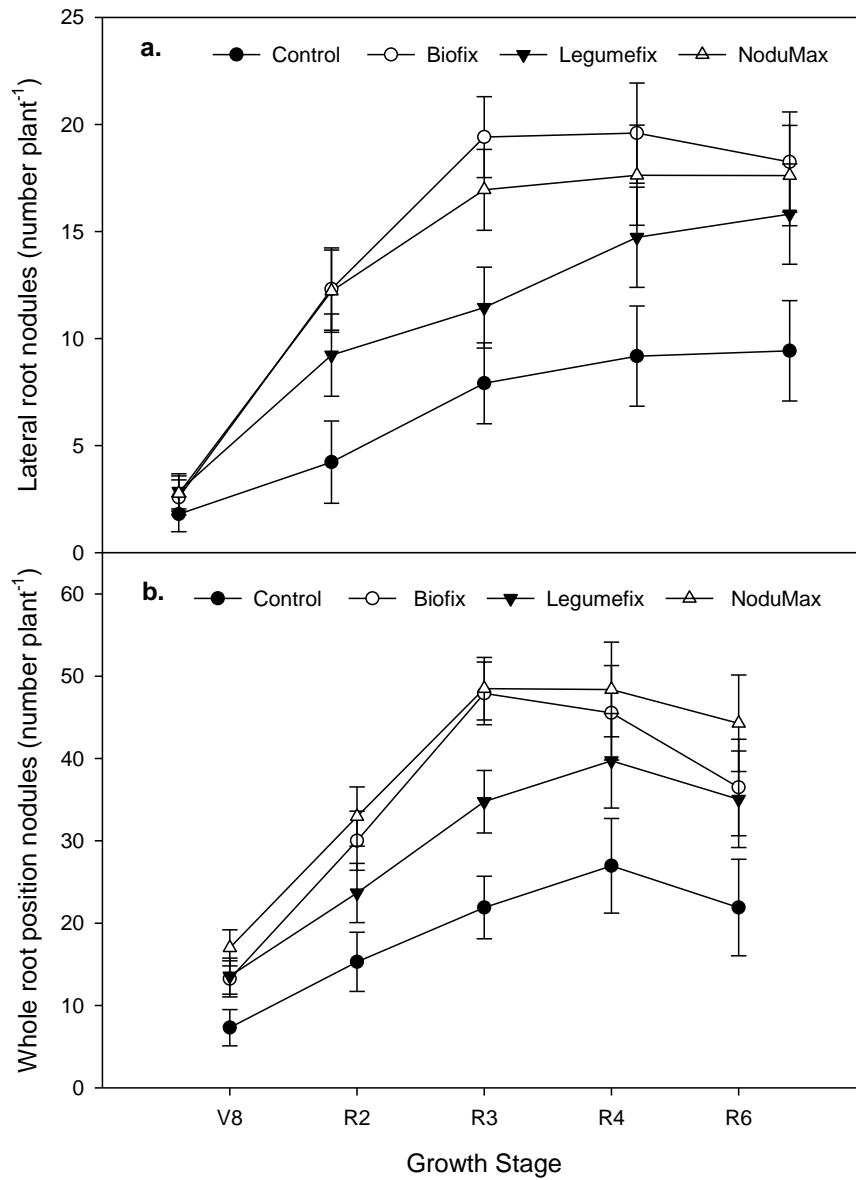 a.
Control Biofix Legumefix NoduMax
25
20
15
10
5
0
Lateral root nodules (number plant⁻¹)
b.
Control Biofix Legumefix NoduMax
60
50
40
30
20
10
0
Whole root position nodules (number plant⁻¹)
V8 R2 R3 R4 R6
Growth Stage